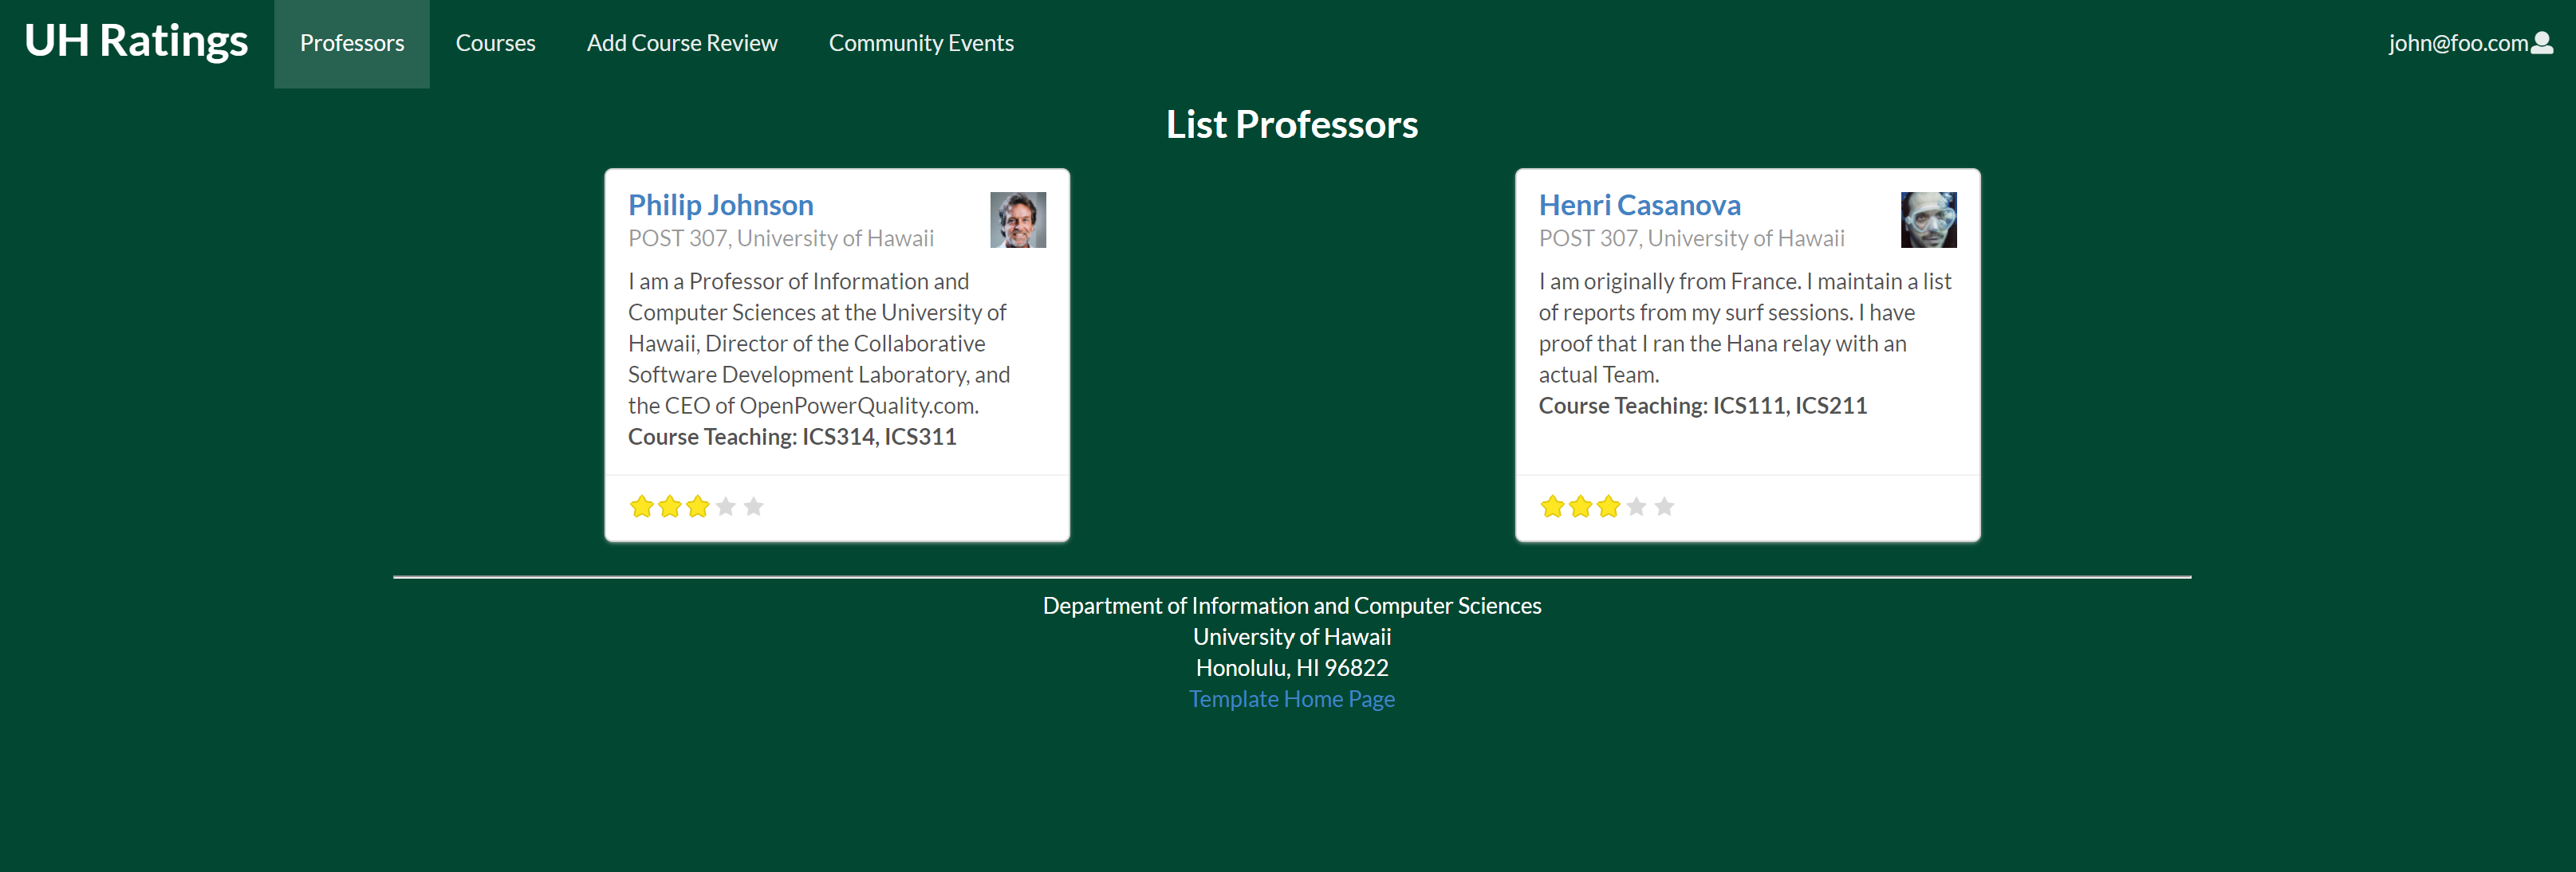 UH Ratings
Professors
Courses
Add Course Review
Community Events
john@foo.com
List Professors
Philip Johnson
POST 307, University of Hawaii
I am a Professor of Information and
Computer Sciences at the University of
Hawaii, Director of the Collaborative
Software Development Laboratory, and
the CEO of OpenPowerQuality.com.
Course Teaching: ICS314, ICS311
Henri Casanova
POST 307, University of Hawaii
I am originally from France. I maintain a list
of reports from my surf sessions. I have
proof that I ran the Hana relay with an
actual Team.
Course Teaching: ICS111, ICS211
Department of Information and Computer Sciences
University of Hawaii
Honolulu, HI 96822
Template Home Page